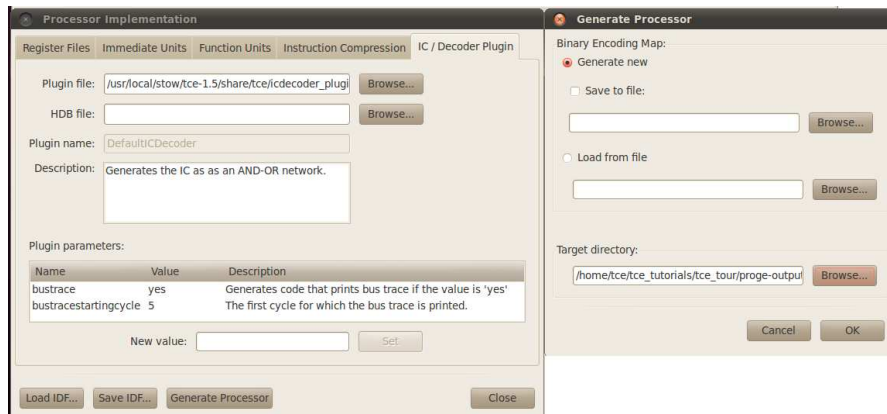 Processor Implementation
Register Files Immediate Units Function Units Instruction Compression IC / Decoder Plugin
Plugin file: /usr/local/stow/tce-1.5/share/tce/icdecoder_plugi Browse...
HDB file: Browse...
Plugin name: DefaultICDecoder
Description: Generates the IC as as an AND-OR network.
Plugin parameters:
Name Value Description
bustrace yes Generates code that prints bus trace if the value is 'yes'
bustracestartingcycle 5 The first cycle for which the bus trace is printed.
New value: Set
Load IDF... Save IDF... Generate Processor Close
Generate Processor
Binary Encoding Map:
Generate new
Save to file:
Browse...
Load from file
Browse...
Target directory:
/home/tce/tce_tutorials/tce_tour/proge-output Browse...
Cancel OK